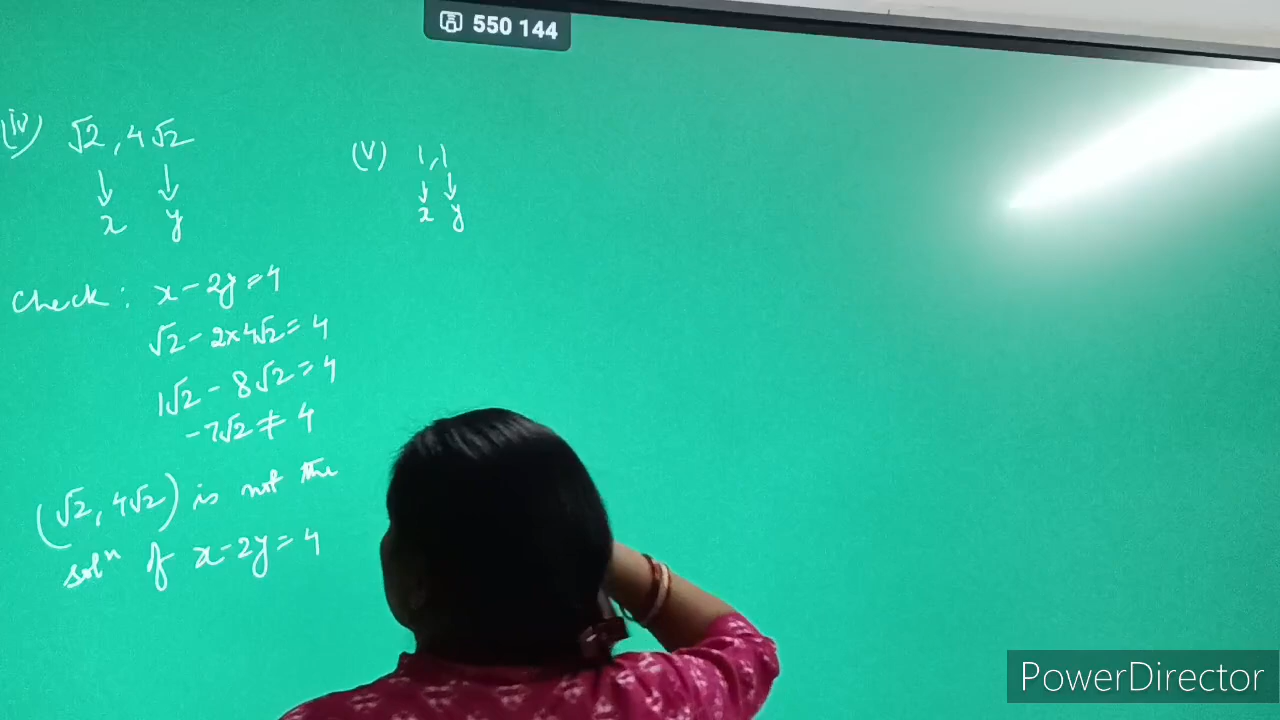 550 144
(iv) √2, 4√2
↓ ↓
x y
Check: x - 2y = 4
√2 - 2×4√2 = 4
1√2 - 8√2 = 4
-7√2 ≠ 4
(√2, 4√2) is not the
solⁿ of x-2y = 4
(v) 1,1
↓ ↓
x y
PowerDirector